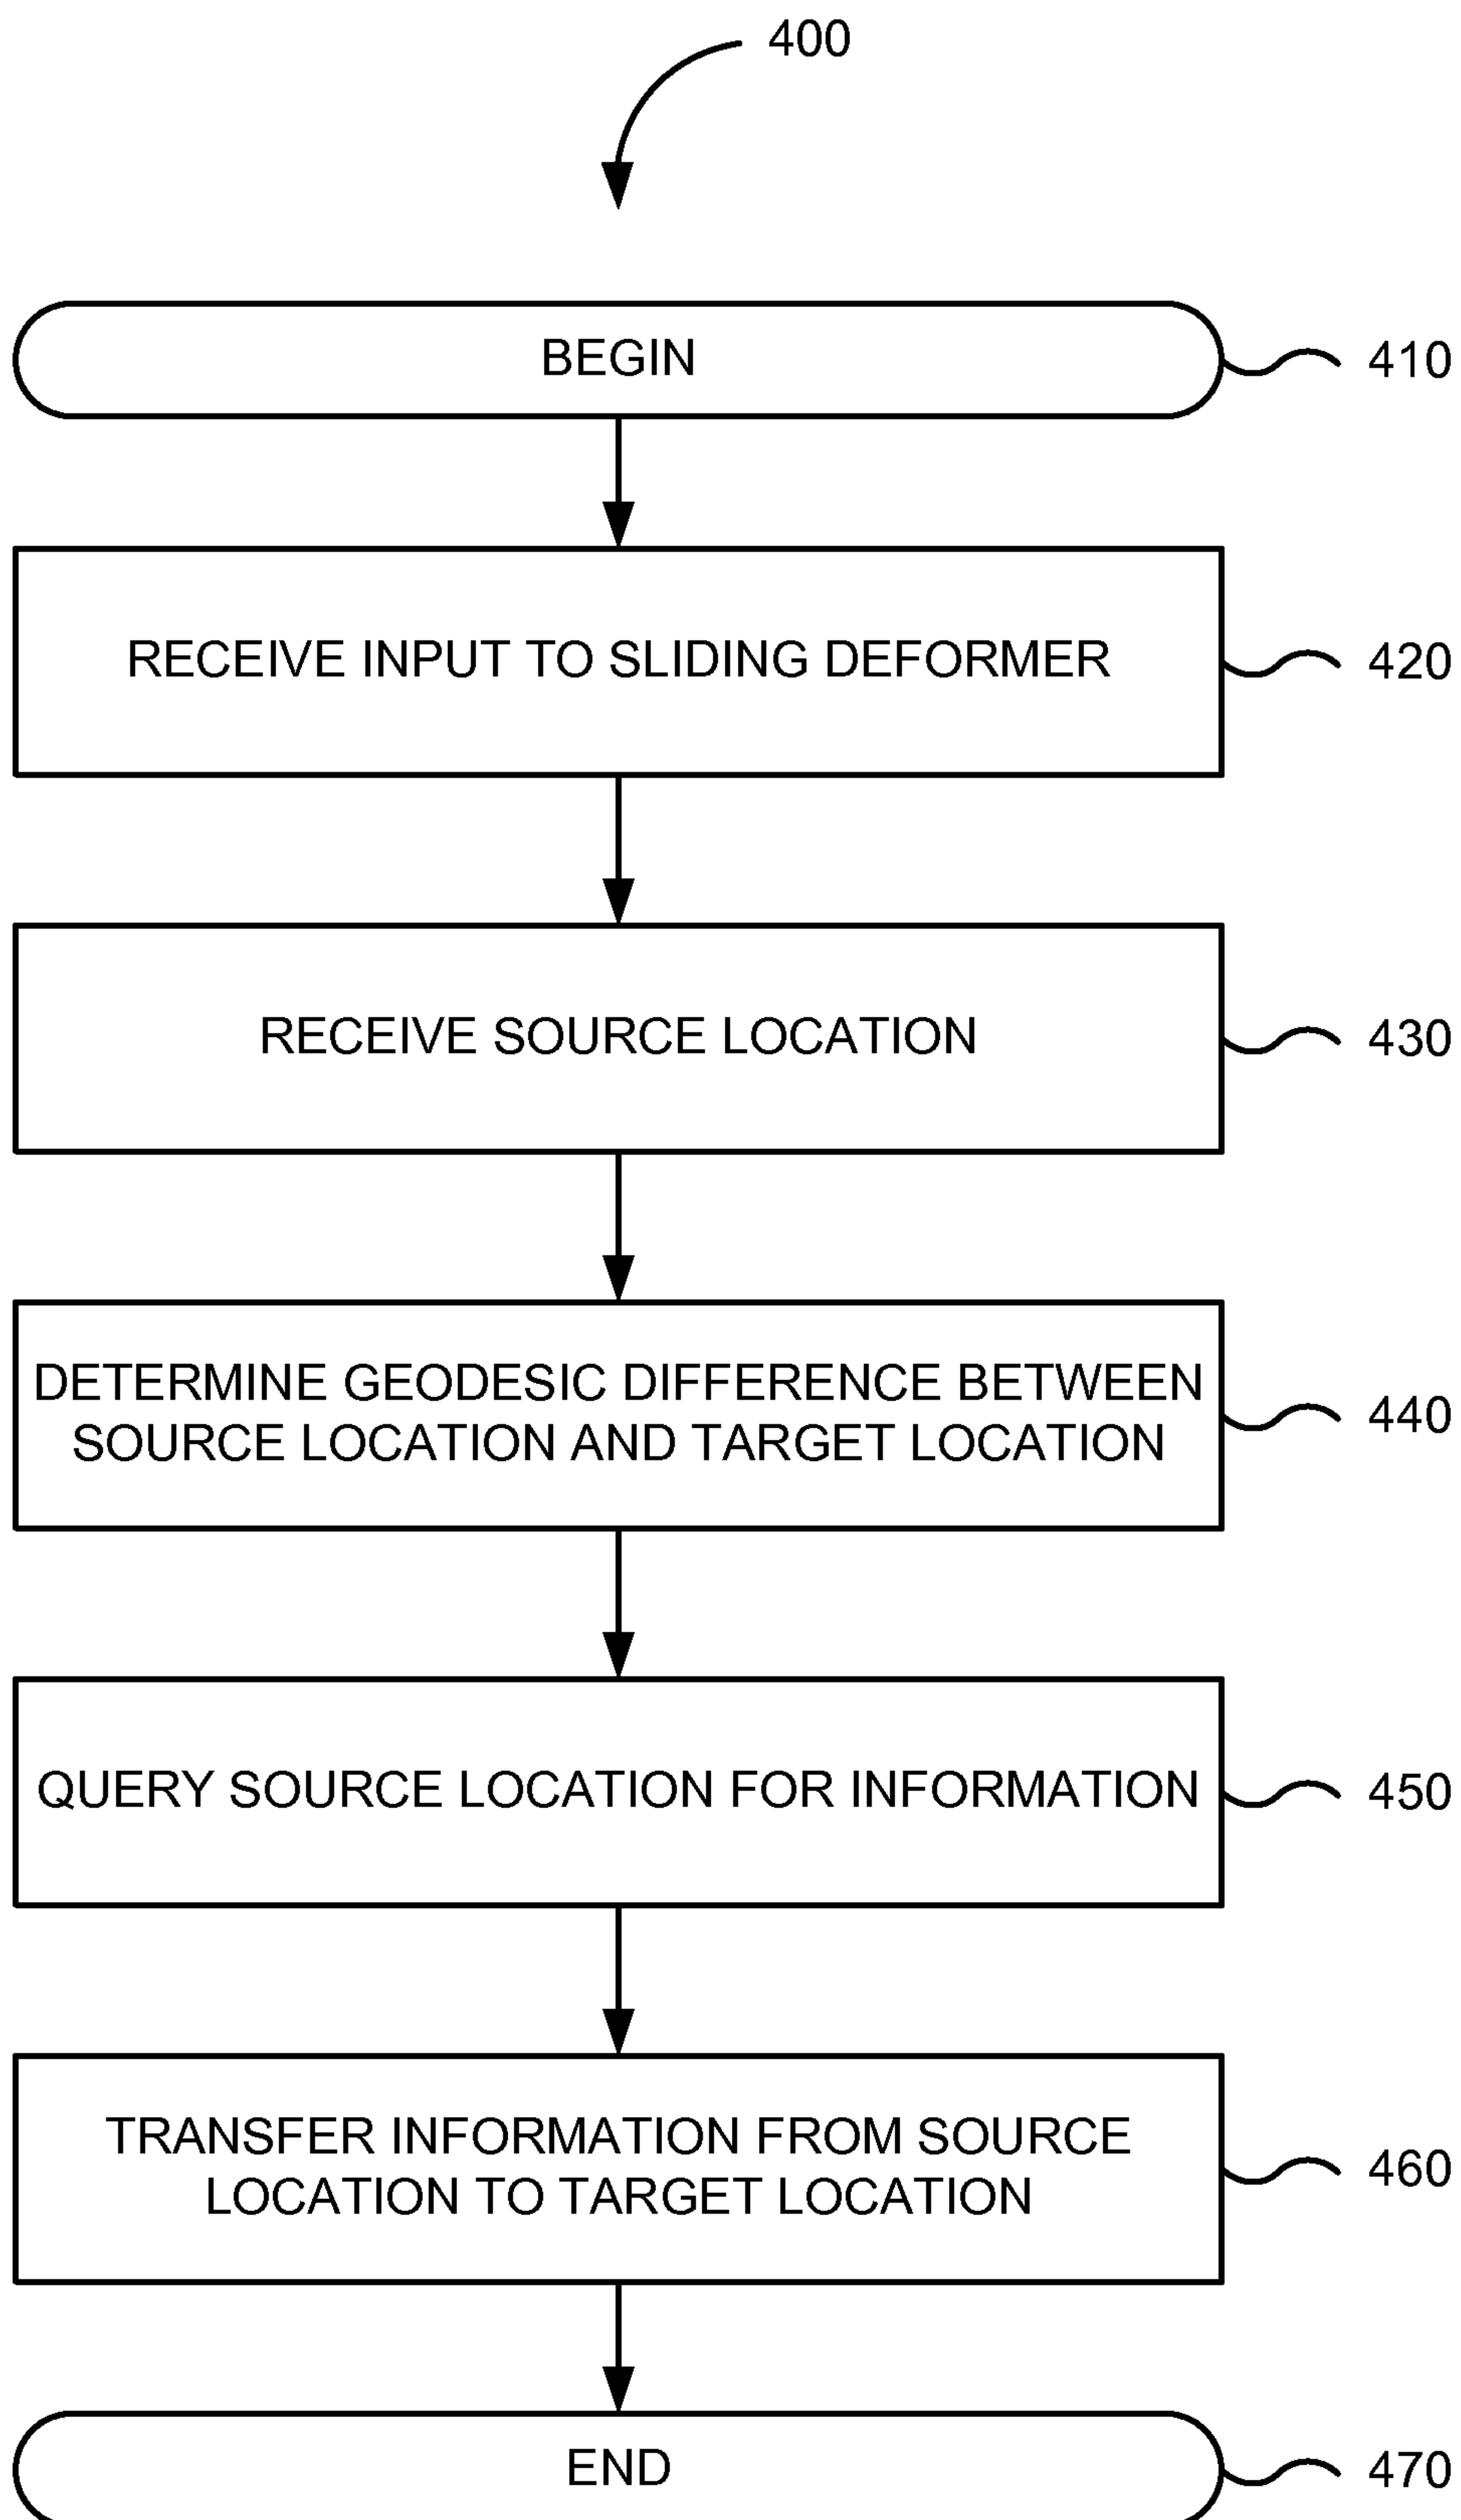 400
BEGIN
410
RECEIVE INPUT TO SLIDING DEFORMER
420
RECEIVE SOURCE LOCATION
430
DETERMINE GEODESIC DIFFERENCE BETWEEN
SOURCE LOCATION AND TARGET LOCATION
440
QUERY SOURCE LOCATION FOR INFORMATION
450
TRANSFER INFORMATION FROM SOURCE
LOCATION TO TARGET LOCATION
460
END
470